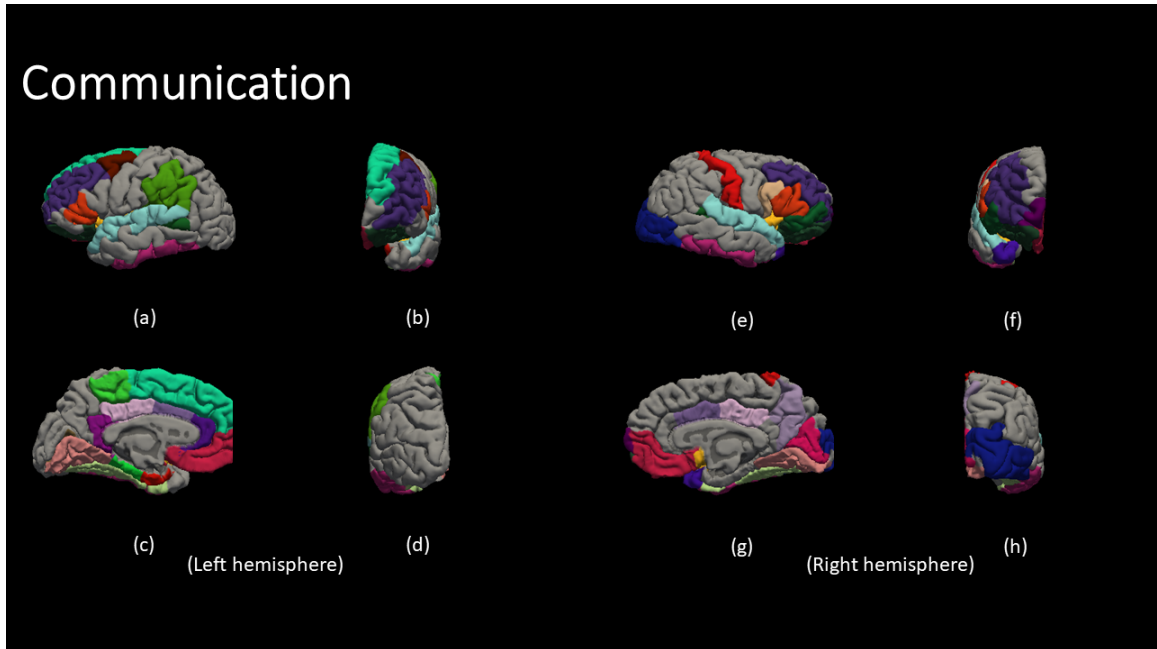 Communication
(a)
(b)
(e)
(f)
(c)
(d)
(g)
(h)
(Left hemisphere)
(Right hemisphere)